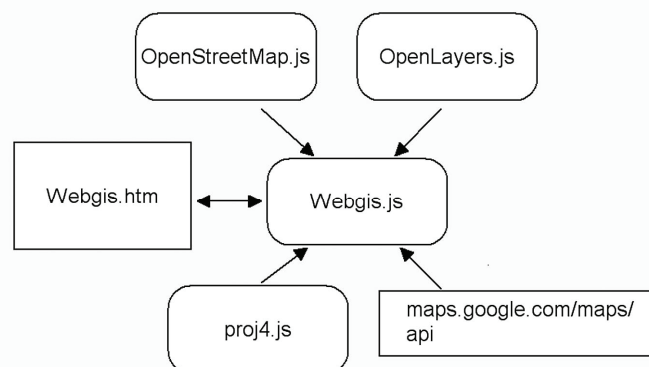 OpenStreetMap.js
OpenLayers.js
Webgis.htm
Webgis.js
proj4.js
maps.google.com/maps/
api